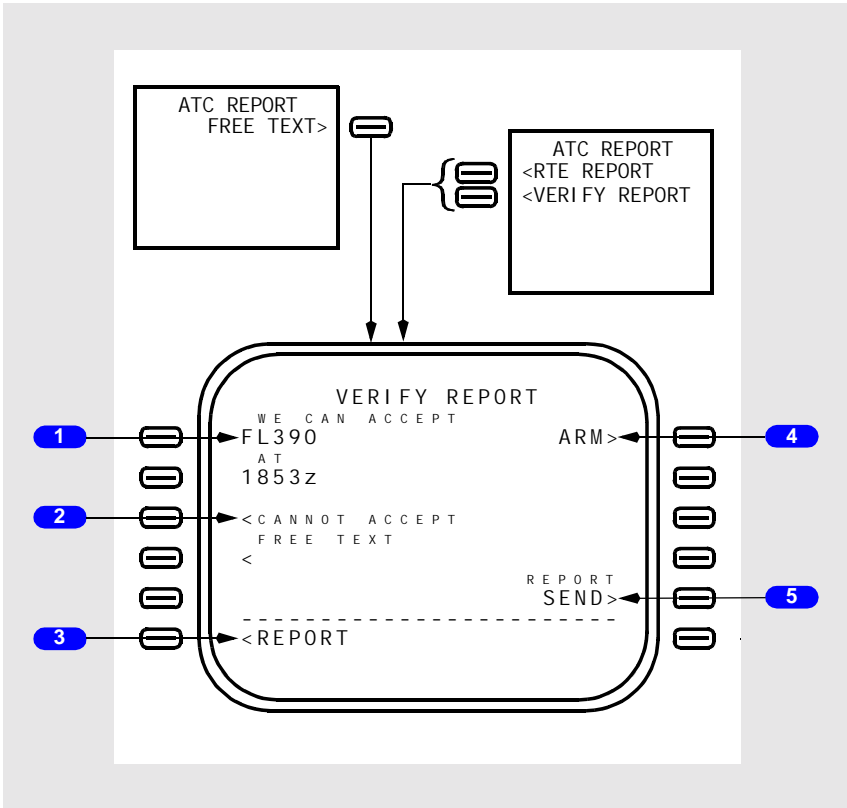 ATC REPORT
FREE TEXT>
ATC REPORT
<RTE REPORT
<VERIFY REPORT
VERIFY REPORT
WE CAN ACCEPT
1 FL390 ARM> 4
AT
1853z
2 <CANNOT ACCEPT
FREE TEXT
<
REPORT
SEND> 5
------------------------
3 <REPORT